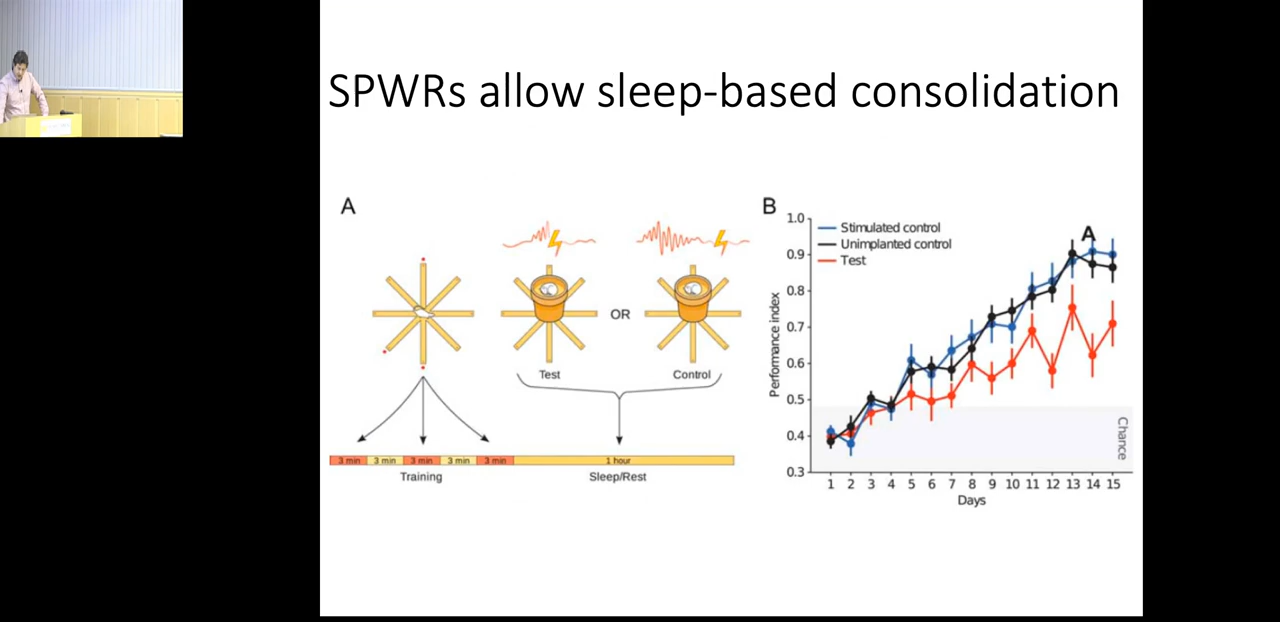 SPWRs allow sleep-based consolidation
A
Test
OR
Control
3 min 3 min 3 min 3 min 3 min 1 hour
Training
Sleep/Rest
B
Performance index
1.0
0.9
0.8
0.7
0.6
0.5
0.4
0.3
Stimulated control
Unimplanted control
Test
A
Chance
1 2 3 4 5 6 7 8 9 10 11 12 13 14 15
Days